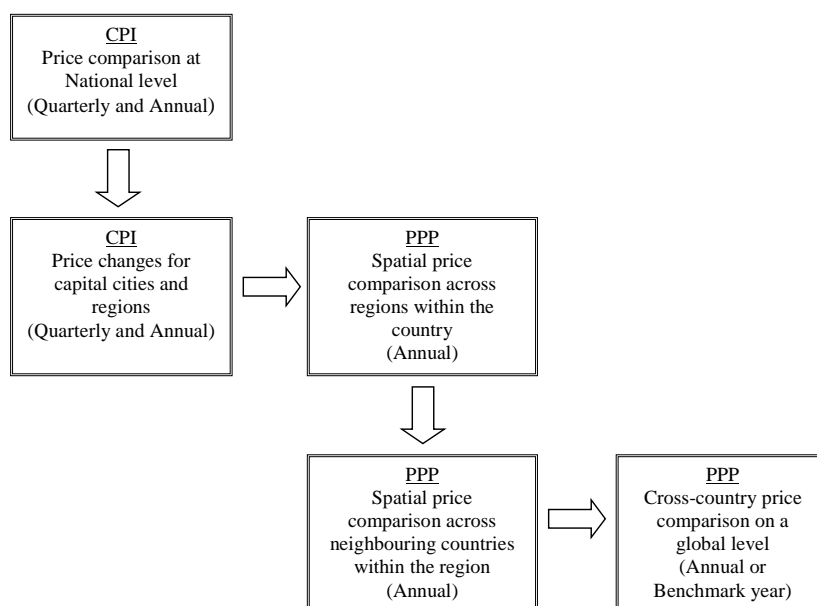 CPI
Price comparison at
National level
(Quarterly and Annual)
CPI
Price changes for
capital cities and
regions
(Quarterly and Annual)
PPP
Spatial price
comparison across
regions within the
country
(Annual)
PPP
Spatial price
comparison across
neighbouring countries
within the region
(Annual)
PPP
Cross-country price
comparison on a
global level
(Annual or
Benchmark year)